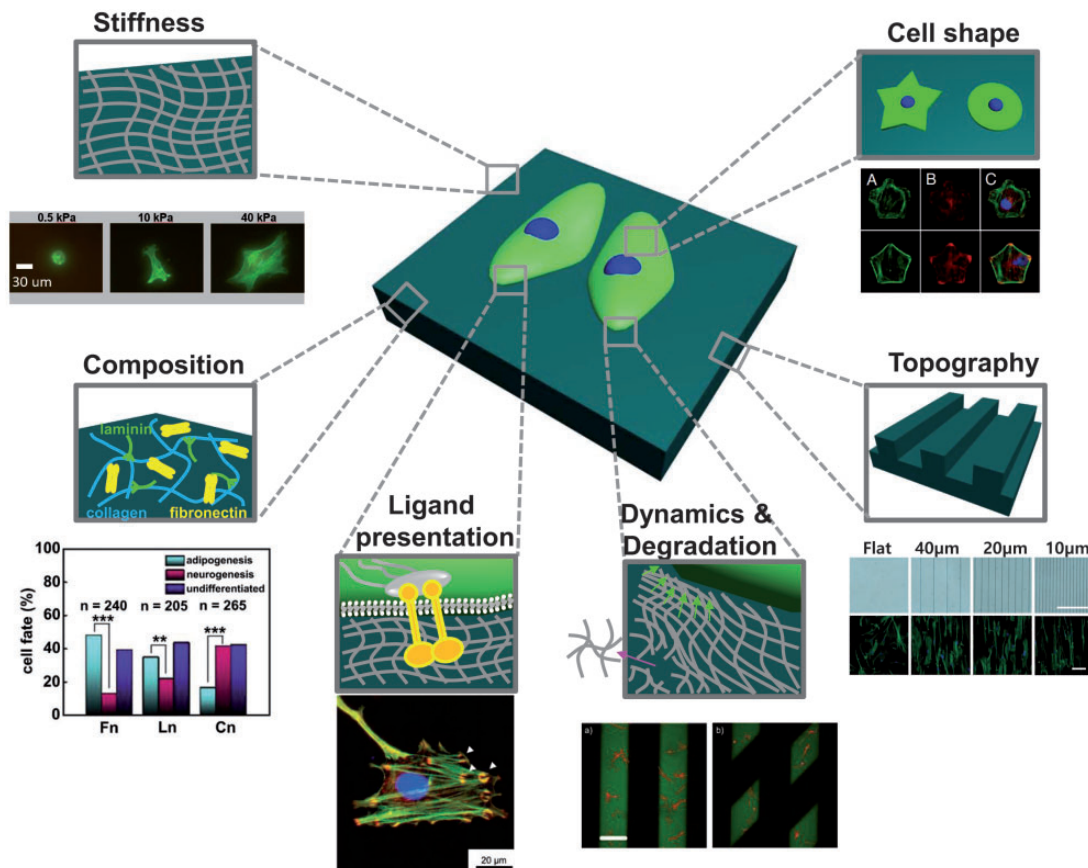 Stiffness
0.5 kPa
10 kPa
40 kPa
30 um
Cell shape
A
B
C
Composition
laminin
collagen
fibronectin
100
80
60
40
20
0
cell fate (%)
adipogenesis
neurogenesis
undifferentiated
n = 240
n = 205
n = 265
***
**
***
Fn
Ln
Cn
Ligand
presentation
20 µm
Dynamics &
Degradation
a)
b)
Topography
Flat
40µm
20µm
10µm